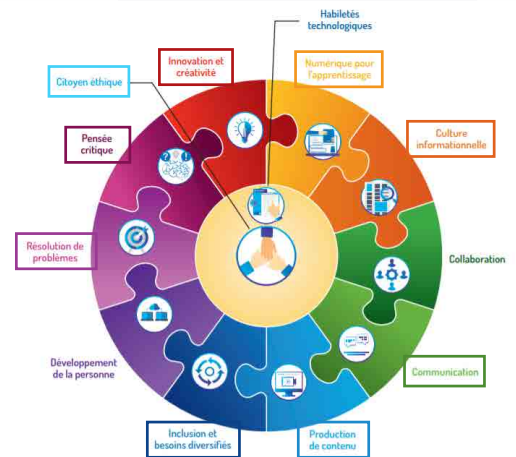 Habiletés
technologiques
Innovation et
créativité
Numérique pour
l'apprentissage
Citoyen éthique
Pensée
critique
Culture
informationnelle
Résolution de
problèmes
Collaboration
Développement
de la personne
Communication
Inclusion et
besoins diversifiés
Production
de contenu